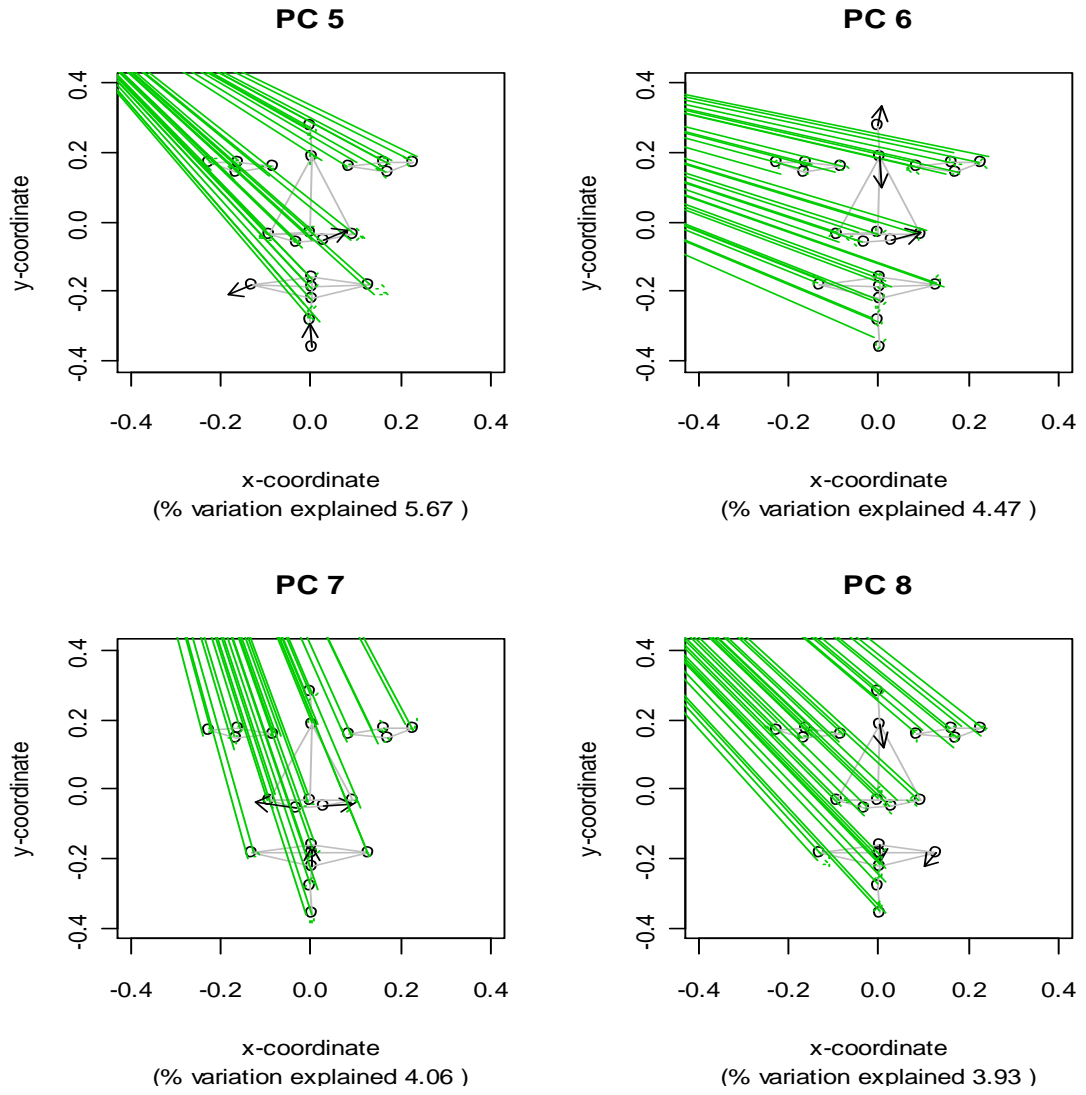 PC 5
PC 6
0.4
0.2
0.0
-0.2
-0.4
y-coordinate
-0.4 -0.2 0.0 0.2 0.4
x-coordinate
(% variation explained 5.67 )
0.4
0.2
0.0
-0.2
-0.4
y-coordinate
-0.4 -0.2 0.0 0.2 0.4
x-coordinate
(% variation explained 4.47 )
PC 7
PC 8
0.4
0.2
0.0
-0.2
-0.4
y-coordinate
-0.4 -0.2 0.0 0.2 0.4
x-coordinate
(% variation explained 4.06 )
0.4
0.2
0.0
-0.2
-0.4
y-coordinate
-0.4 -0.2 0.0 0.2 0.4
x-coordinate
(% variation explained 3.93 )